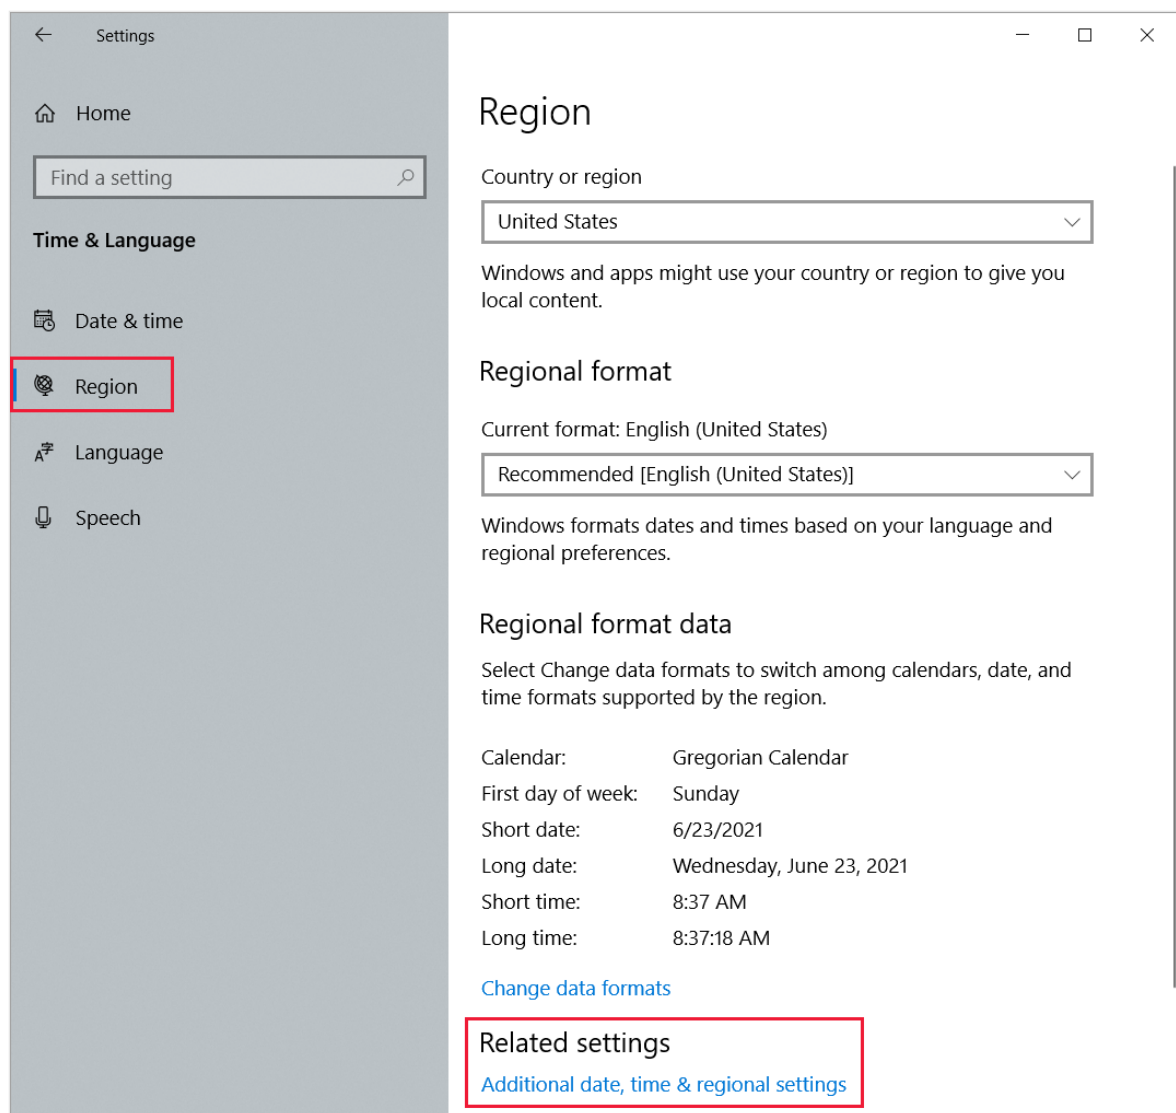 Settings
Home
Find a setting
Time & Language
Date & time
Region
Language
Speech
Region
Country or region
United States
Windows and apps might use your country or region to give you
local content.
Regional format
Current format: English (United States)
Recommended [English (United States)]
Windows formats dates and times based on your language and
regional preferences.
Regional format data
Select Change data formats to switch among calendars, date, and
time formats supported by the region.
Calendar: Gregorian Calendar
First day of week: Sunday
Short date: 6/23/2021
Long date: Wednesday, June 23, 2021
Short time: 8:37 AM
Long time: 8:37:18 AM
Change data formats
Related settings
Additional date, time & regional settings